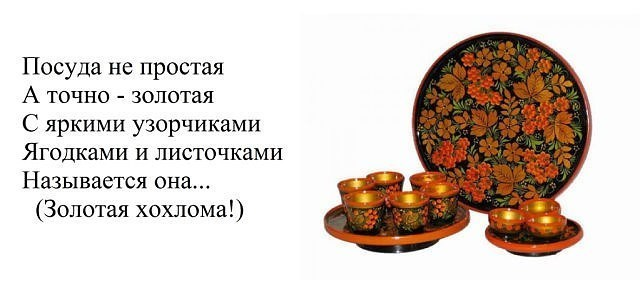 Посуда не простая
А точно - золотая
С яркими узорчиками
Ягодками и листочками
Называется она...
(Золотая хохлома!)